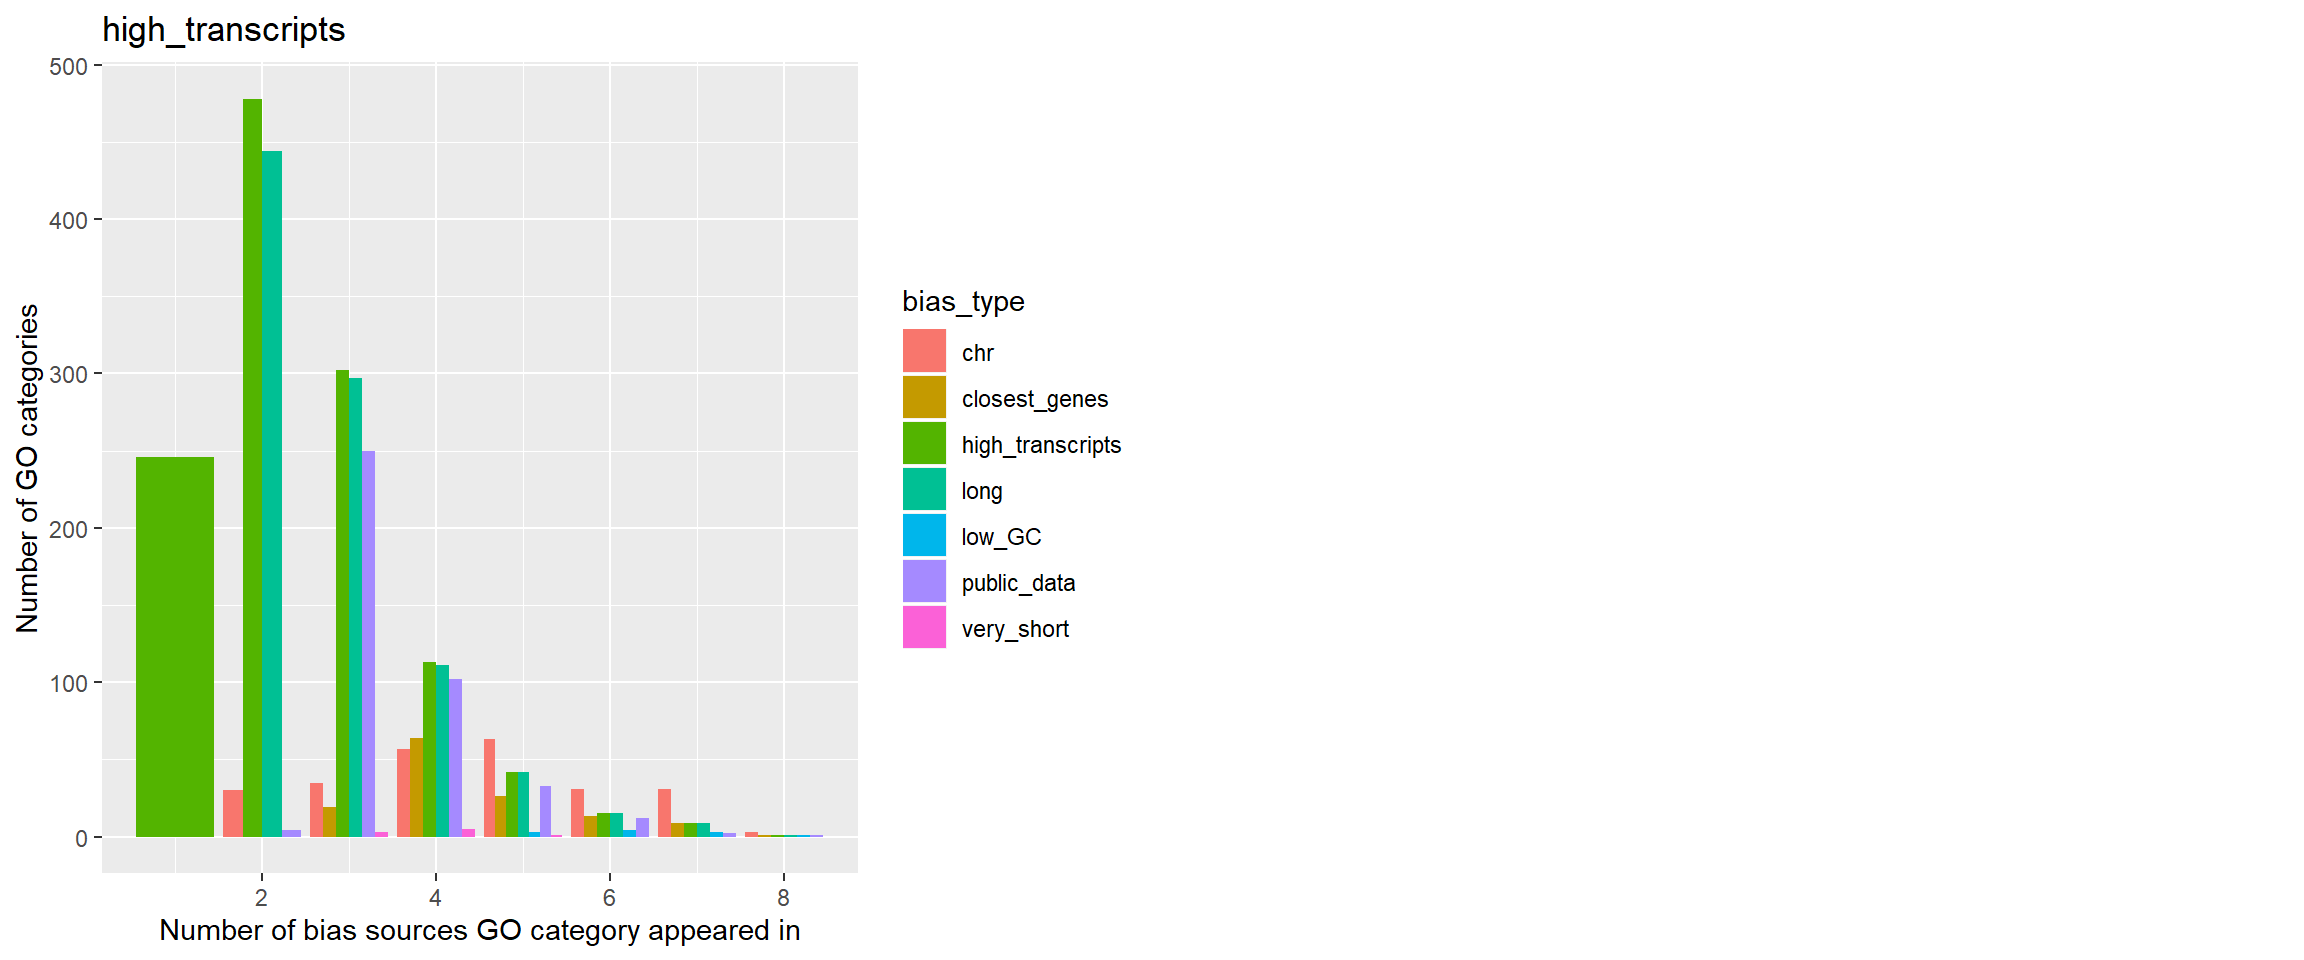 high_transcripts
500
400
300
200
100
0
Number of GO categories
2 4 6 8
Number of bias sources GO category appeared in
bias_type
chr
closest_genes
high_transcripts
long
low_GC
public_data
very_short